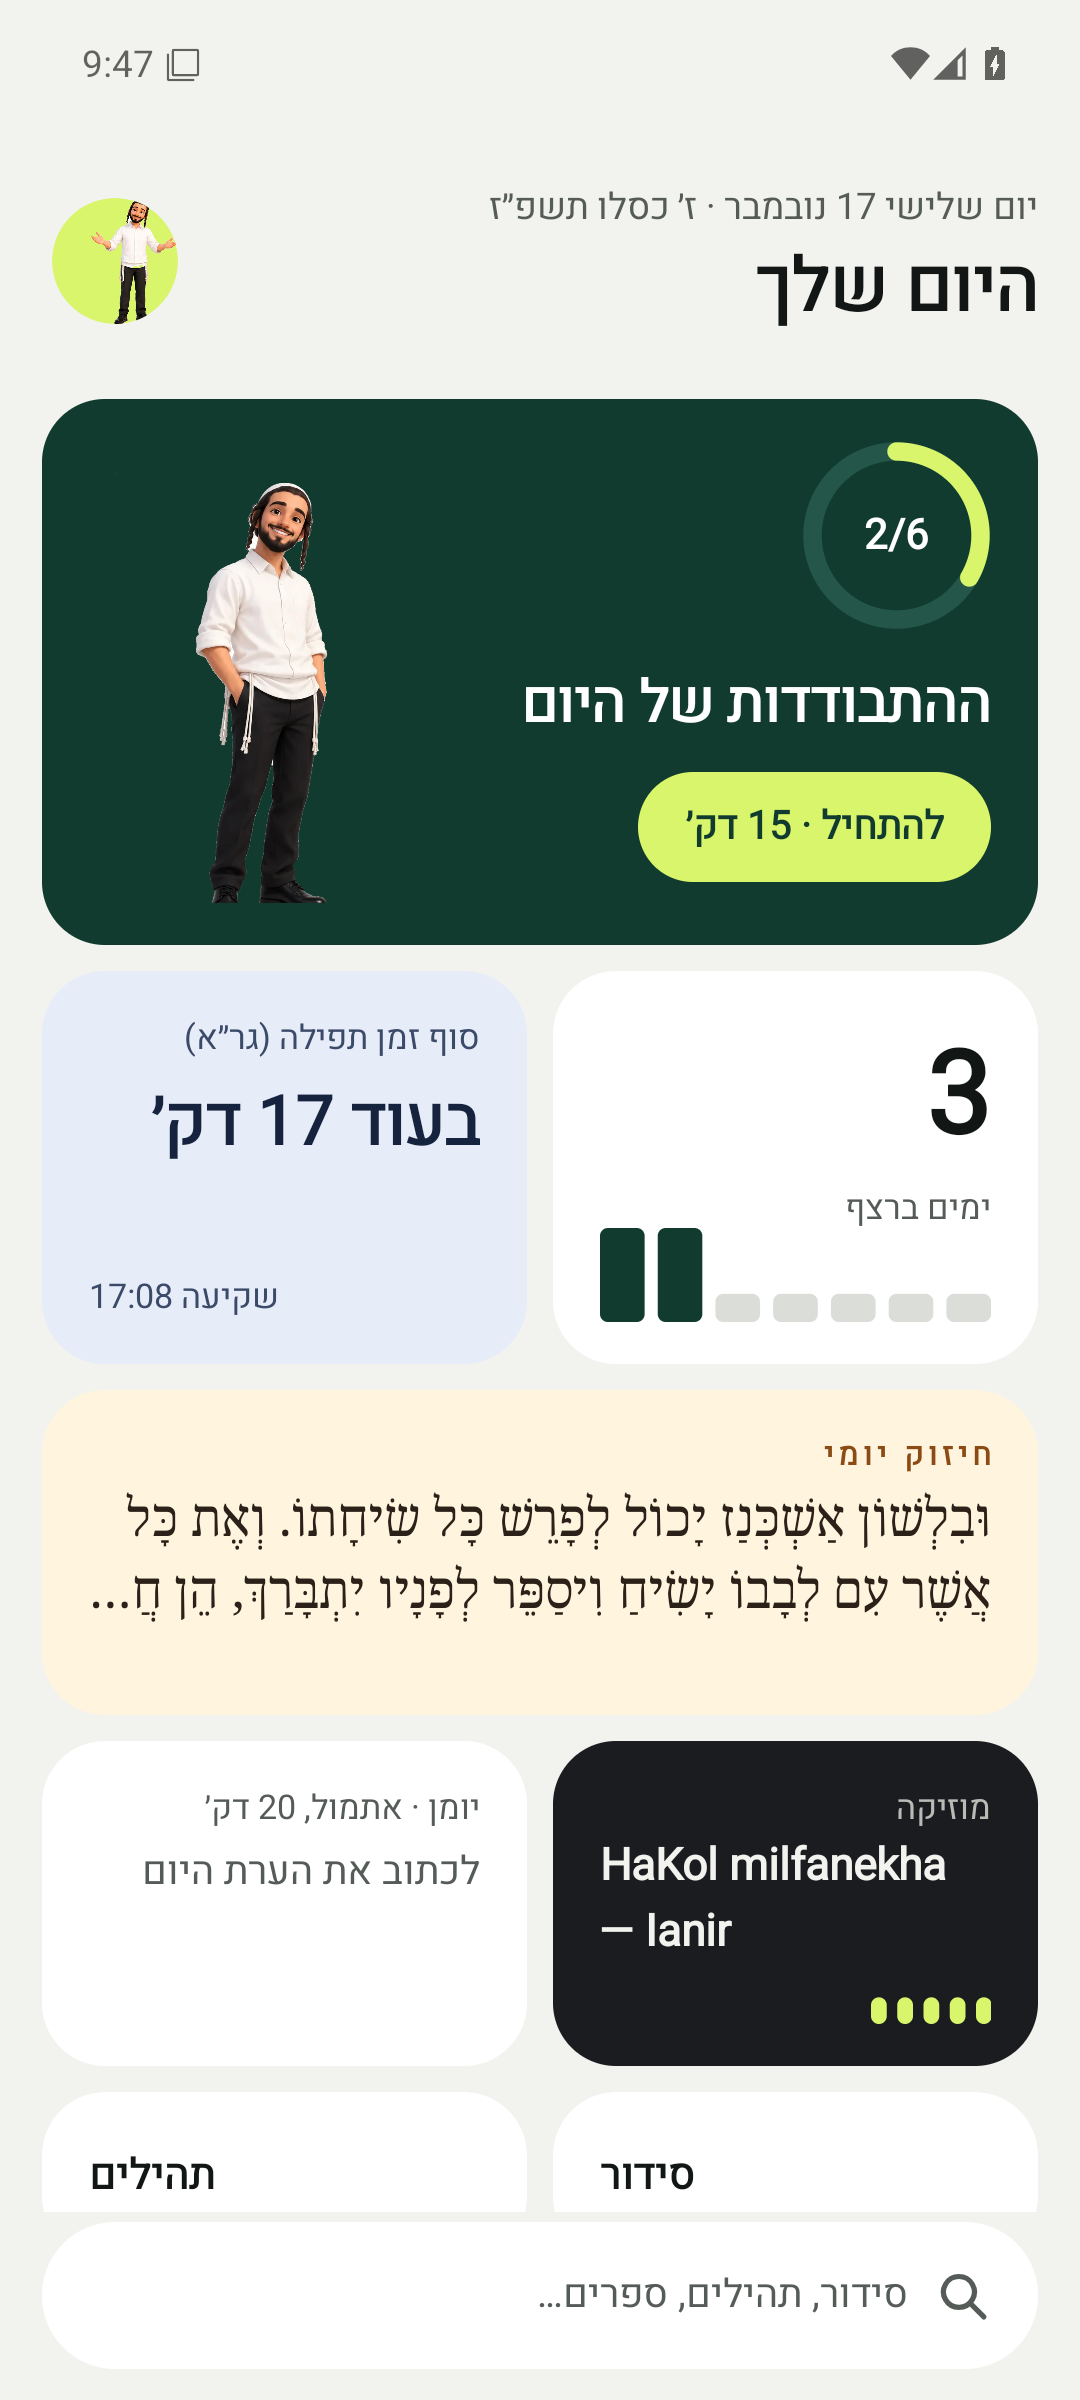 9:47
יום שלישי 17 נובמבר · ז׳ כסלו תשפ״ז
היום שלך
2/6
ההתבודדות של היום
להתחיל · 15 דק׳
3
ימים ברצף
סוף זמן תפילה (גר״א)
בעוד 17 דק׳
שקיעה 17:08
חיזוק יומי
וּבִלְשׁוֹן אַשְׁכְּנַז יָכוֹל לְפָרֵשׁ כָּל שִׂיחָתוֹ. וְאֶת כָּל
אֲשֶׁר עִם לְבָבוֹ יָשִׂיחַ וִיסַפֵּר לְפָנָיו יִתְבָּרַךְ, הֵן חֲ...
מוזיקה
HaKol milfanekha
— lanir
יומן · אתמול, 20 דק׳
לכתוב את הערת היום
סידור
תהילים
סידור, תהילים, ספרים...